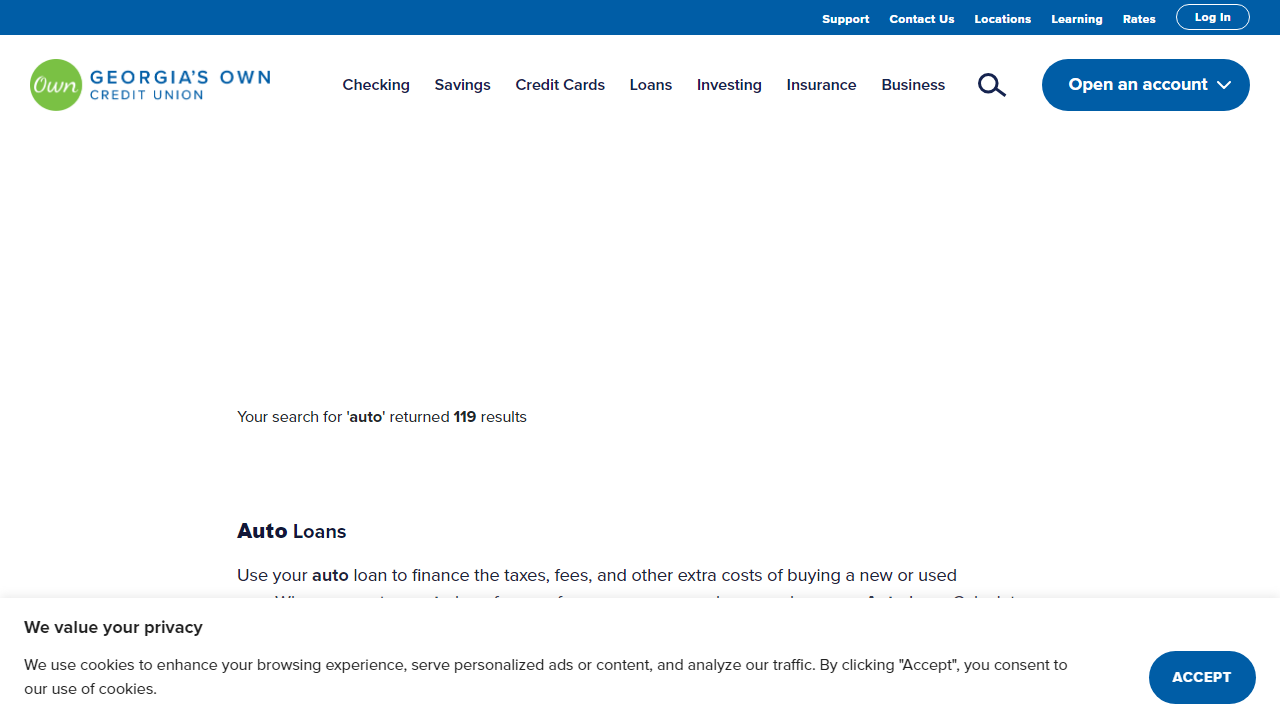 Support Contact Us Locations Learning Rates Log In
Own GEORGIA'S OWN
CREDIT UNION
Checking Savings Credit Cards Loans Investing Insurance Business Open an account
Your search for 'auto' returned 119 results
Auto Loans
Use your auto loan to finance the taxes, fees, and other extra costs of buying a new or used
We value your privacy
We use cookies to enhance your browsing experience, serve personalized ads or content, and analyze our traffic. By clicking "Accept", you consent to
our use of cookies.
ACCEPT